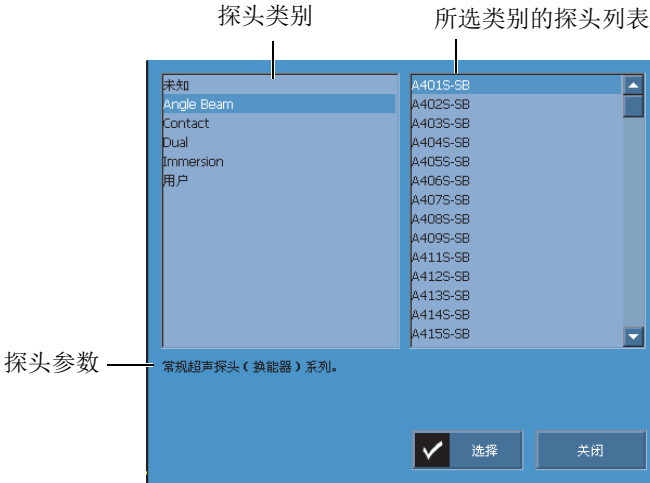 探头类别
所选类别的探头列表
未知
Angle Beam
Contact
Dual
Immersion
用户
A401S-SB
A402S-SB
A403S-SB
A404S-SB
A405S-SB
A406S-SB
A407S-SB
A408S-SB
A409S-SB
A411S-SB
A412S-SB
A413S-SB
A414S-SB
A415S-SB
探头参数
常规超声探头(换能器)系列。
选择
关闭